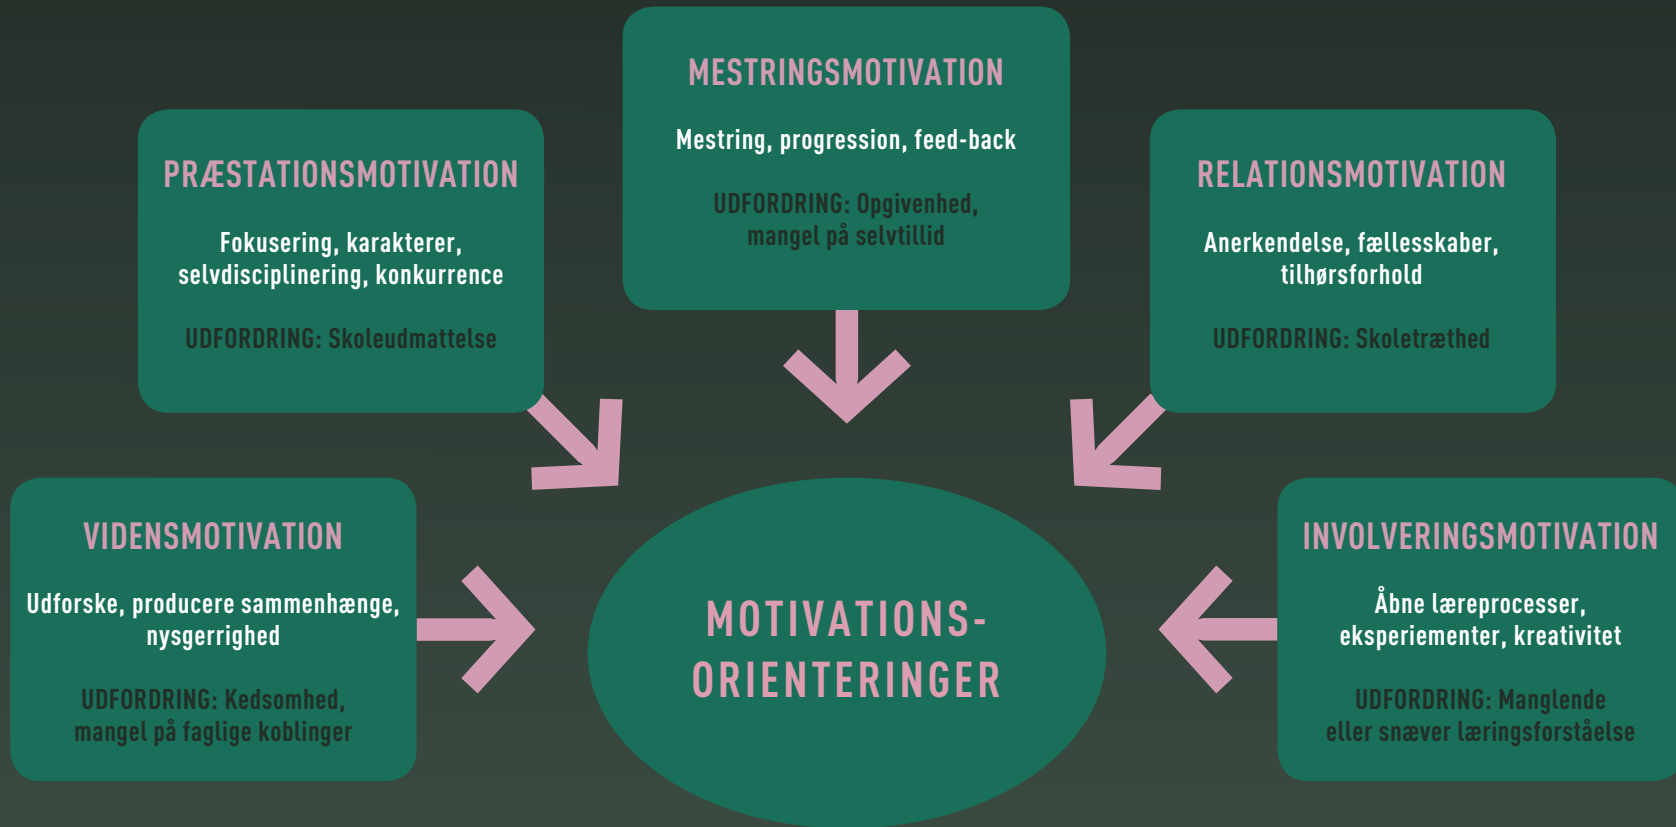 MESTRINGSMOTIVATION
Mestring, progression, feed-back
UDFORDRING: Opgivenhed,
mangel på selvtillid
PRÆSTATIONSMOTIVATION
Fokusering, karakterer,
selvdisciplinering, konkurrence
UDFORDRING: Skoleudmattelse
RELATIONSMOTIVATION
Anerkendelse, fællesskaber,
tilhørsforhold
UDFORDRING: Skoletræthed
VIDENSMOTIVATION
Udforske, producere sammenhænge,
nysgerrighed
UDFORDRING: Kedsomhed,
mangel på faglige koblinger
MOTIVATIONS-
ORIENTERINGER
INVOLVERINGSMOTIVATION
Åbne læreprocesser,
eksperiementer, kreativitet
UDFORDRING: Manglende
eller snæver læringsforståelse